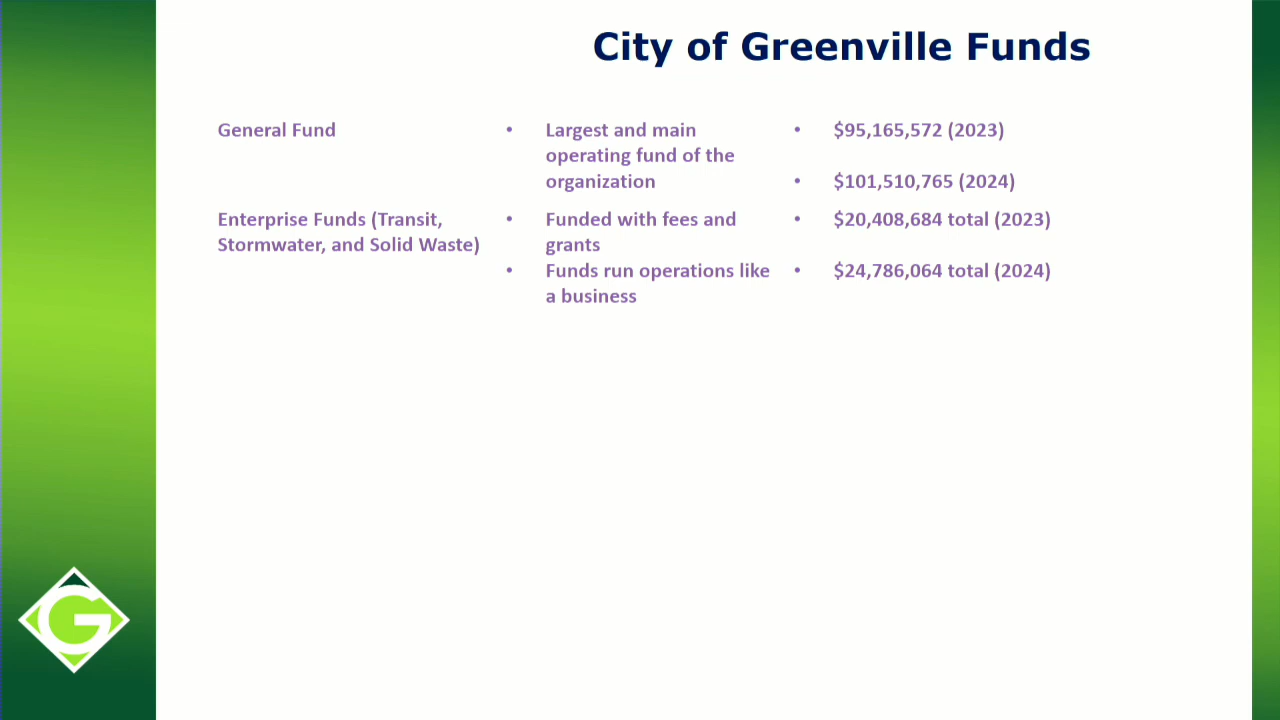 City of Greenville Funds
General Fund
• Largest and main
operating fund of the
organization
• $95,165,572 (2023)
• $101,510,765 (2024)
Enterprise Funds (Transit,
Stormwater, and Solid Waste)
• Funded with fees and
grants
• Funds run operations like
a business
• $20,408,684 total (2023)
• $24,786,064 total (2024)
G